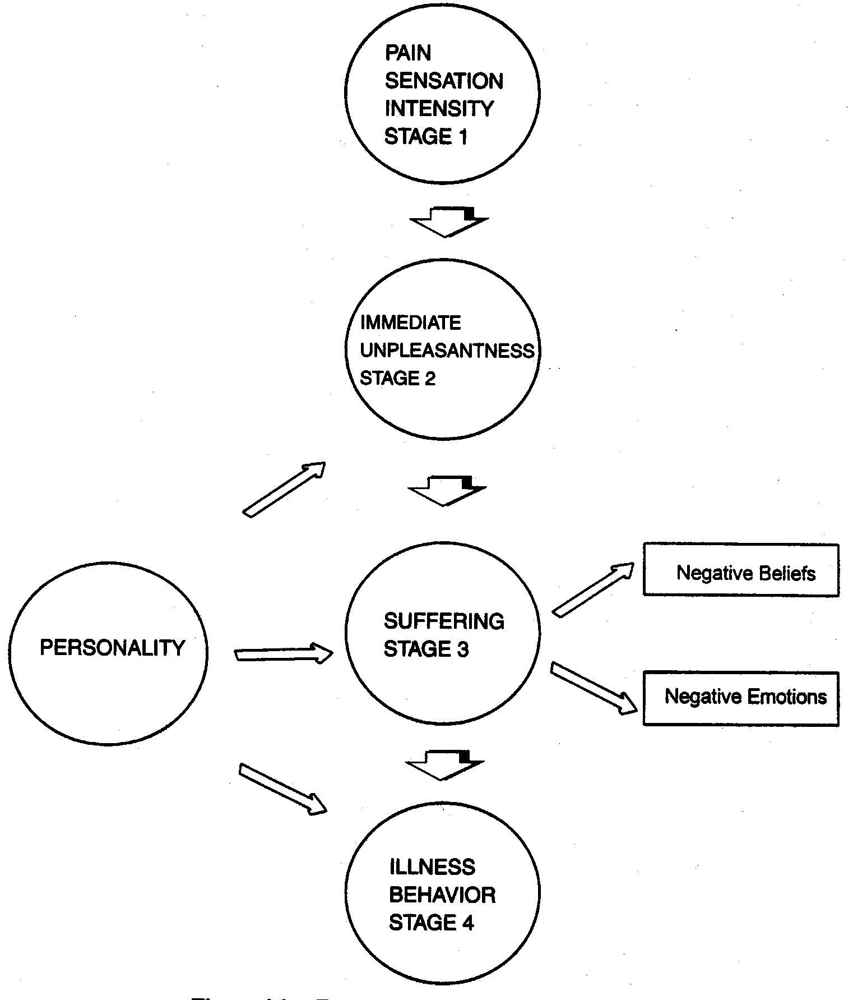 PAIN
SENSATION
INTENSITY
STAGE 1
IMMEDIATE
UNPLEASANTNESS
STAGE 2
PERSONALITY
SUFFERING
STAGE 3
Negative Beliefs
Negative Emotions
ILLNESS
BEHAVIOR
STAGE 4